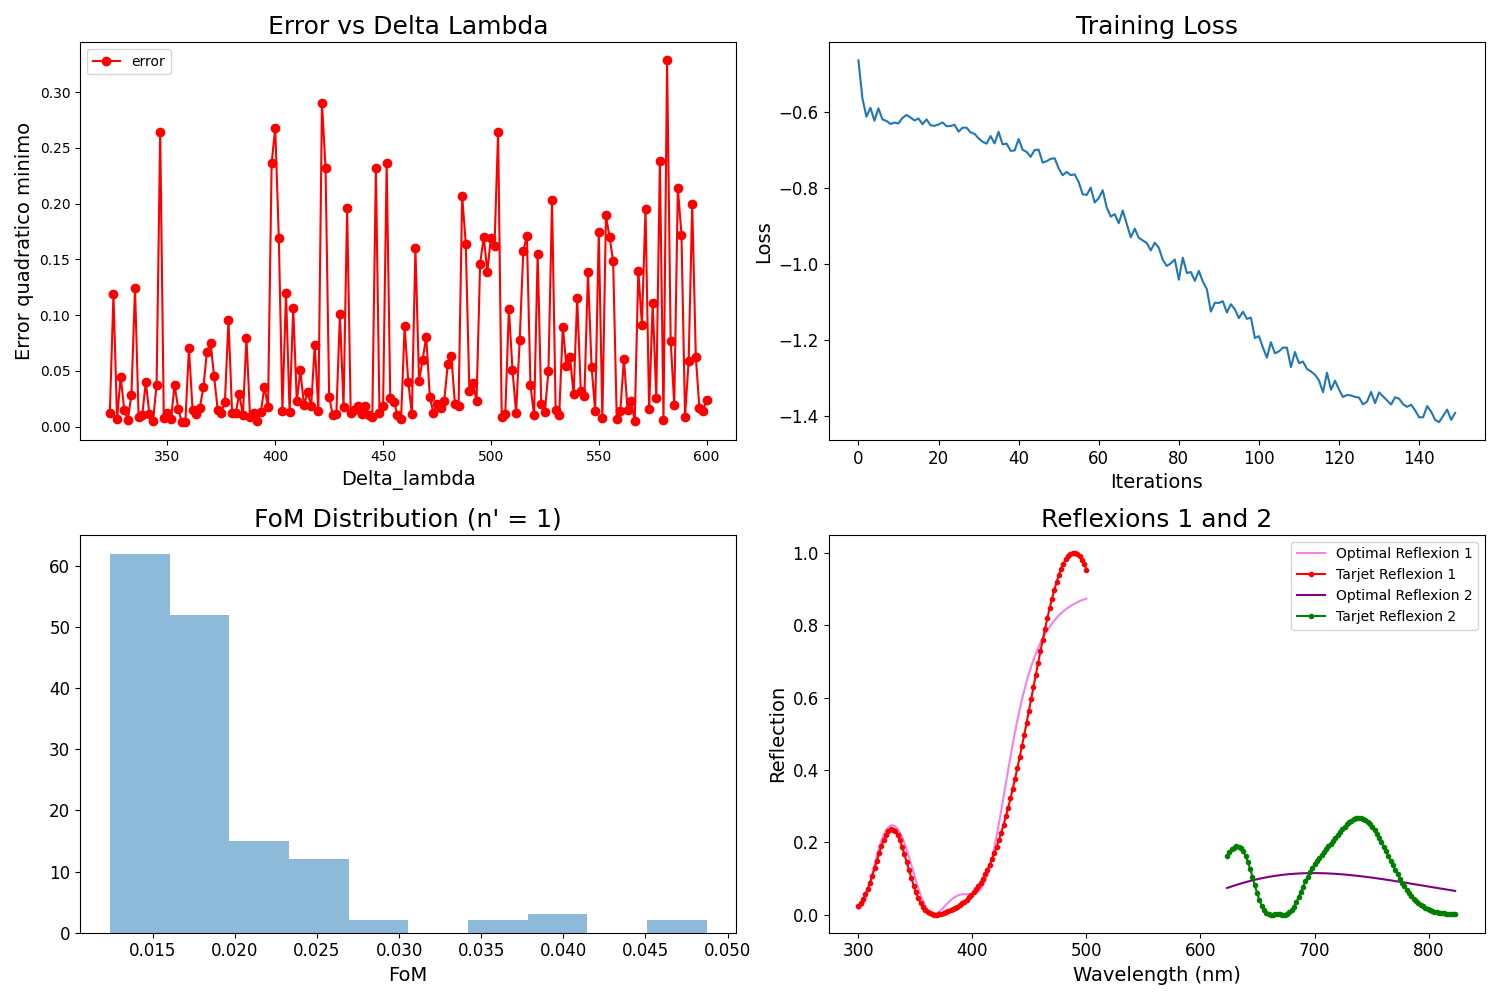 Error vs Delta Lambda
error
Error quadratico minimo
0.30
0.25
0.20
0.15
0.10
0.05
0.00
350 400 450 500 550 600
Delta_lambda
Training Loss
Loss
−0.6
−0.8
−1.0
−1.2
−1.4
0 20 40 60 80 100 120 140
Iterations
FoM Distribution (n' = 1)
60
50
40
30
20
10
0
0.015 0.020 0.025 0.030 0.035 0.040 0.045 0.050
FoM
Reflexions 1 and 2
Optimal Reflexion 1
Tarjet Reflexion 1
Optimal Reflexion 2
Tarjet Reflexion 2
Reflection
1.0
0.8
0.6
0.4
0.2
0.0
300 400 500 600 700 800
Wavelength (nm)